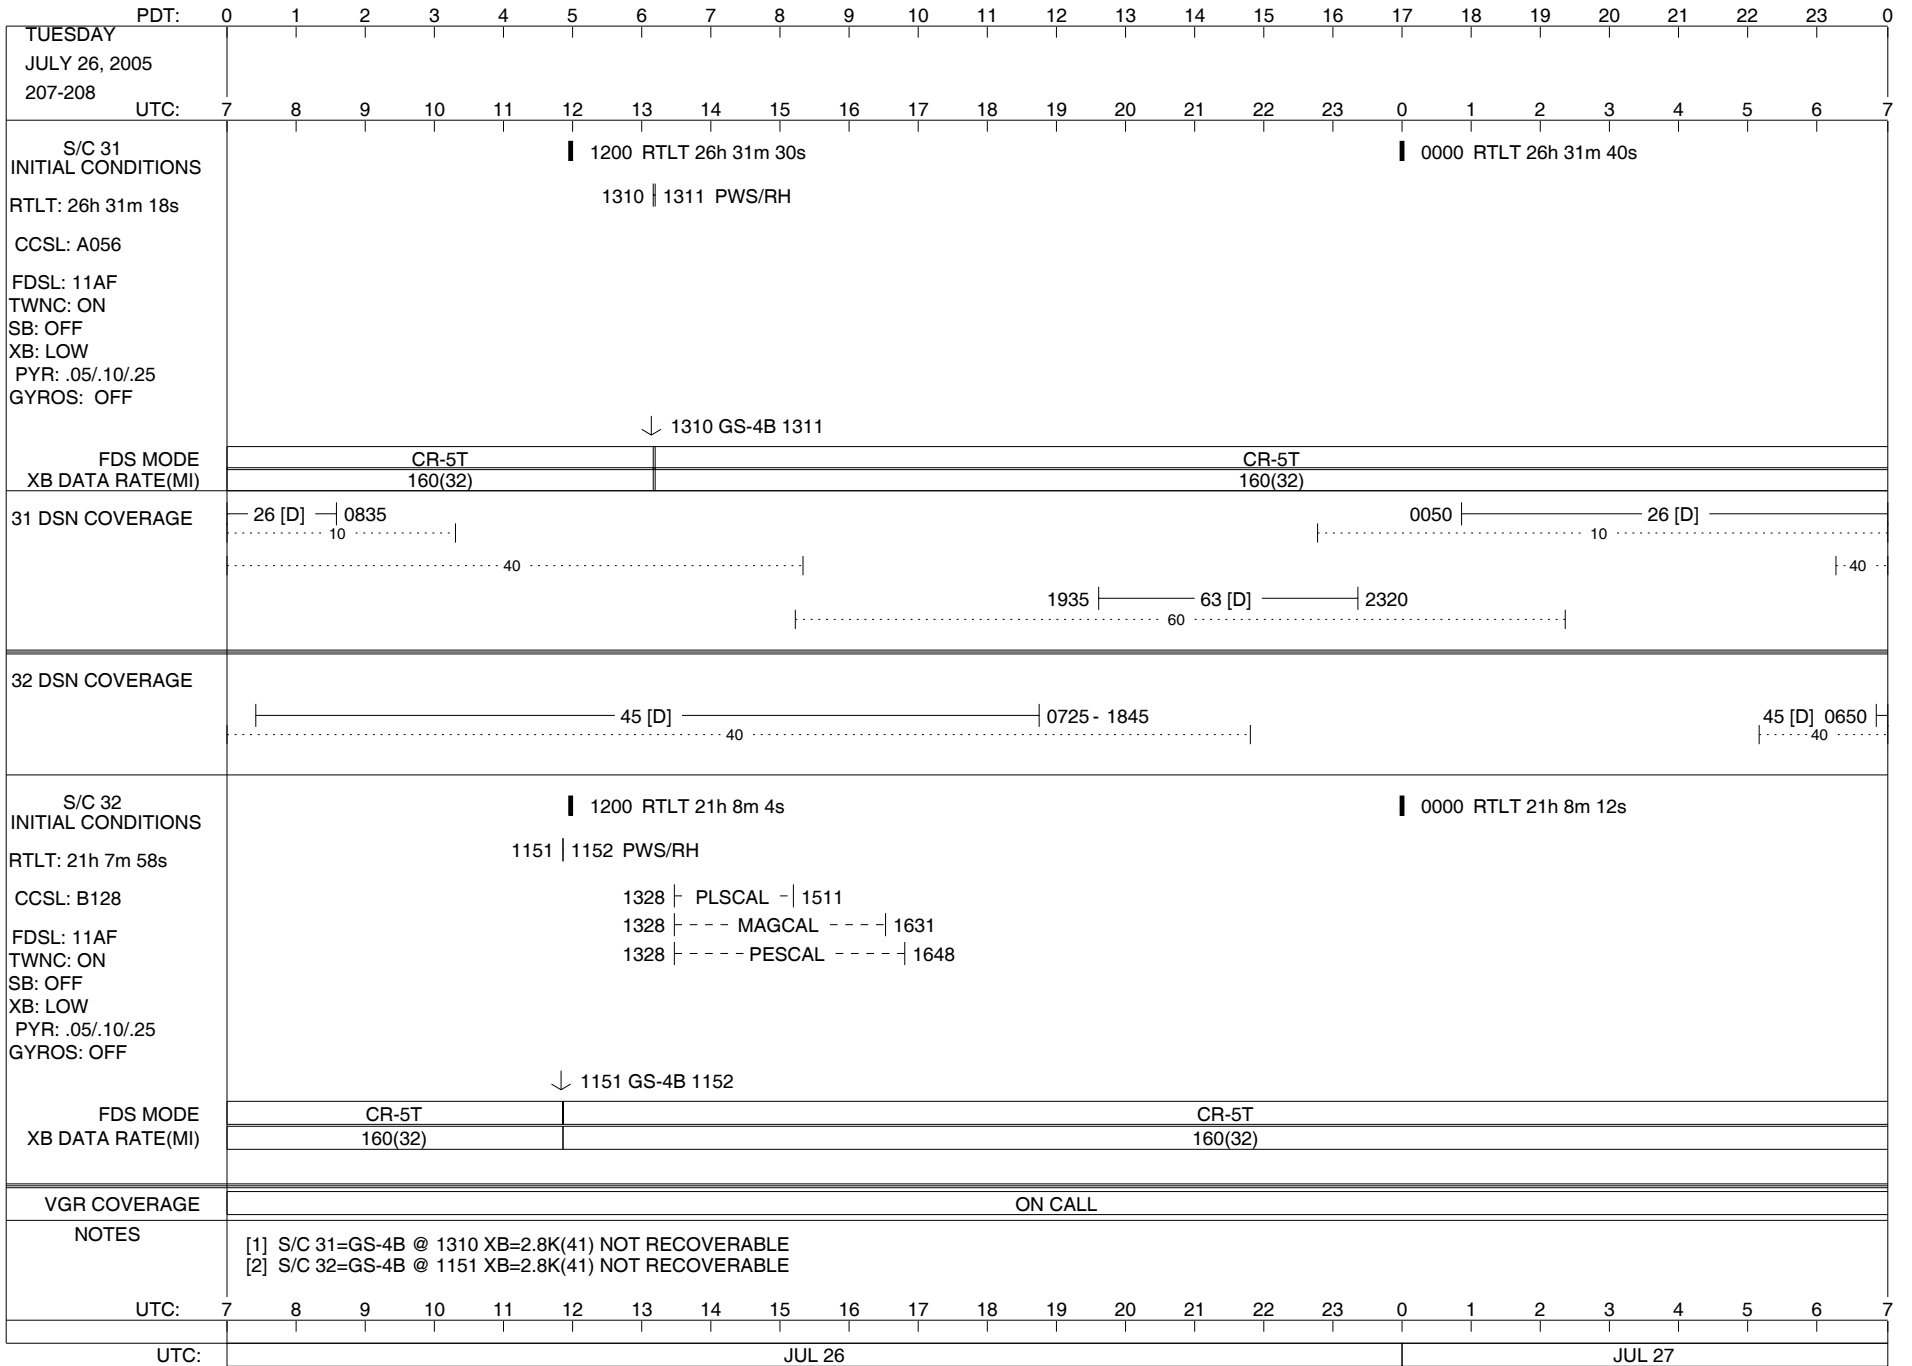 PDT: 0 1 2 3 4 5 6 7 8 9 10 11 12 13 14 15 16 17 18 19 20 21 22 23 0
TUESDAY
JULY 26, 2005
207-208
UTC: 7 8 9 10 11 12 13 14 15 16 17 18 19 20 21 22 23 0 1 2 3 4 5 6 7
S/C 31
INITIAL CONDITIONS
1200 RTLT 26h 31m 30s
0000 RTLT 26h 31m 40s
1310 1311 PWS/RH
RTLT: 26h 31m 18s
CCSL: A056
FDSL: 11AF
TWNC: ON
SB: OFF
XB: LOW
PYR: .05/.10/.25
GYROS: OFF
1310 GS-4B 1311
FDS MODE CR-5T CR-5T
XB DATA RATE(MI) 160(32) 160(32)
31 DSN COVERAGE
26 [D] 0835
0050 26 [D]
10 10
40 40
1935 63 [D] 2320
60
32 DSN COVERAGE
45 [D] 0725 - 1845
45 [D] 0650
40 40
S/C 32
INITIAL CONDITIONS
1200 RTLT 21h 8m 4s
0000 RTLT 21h 8m 12s
1151 1152 PWS/RH
RTLT: 21h 7m 58s
CCSL: B128
1328 PLSCAL 1511
1328 MAGCAL 1631
1328 PESCAL 1648
FDSL: 11AF
TWNC: ON
SB: OFF
XB: LOW
PYR: .05/.10/.25
GYROS: OFF
1151 GS-4B 1152
FDS MODE CR-5T CR-5T
XB DATA RATE(MI) 160(32) 160(32)
VGR COVERAGE ON CALL
NOTES
[1] S/C 31=GS-4B @ 1310 XB=2.8K(41) NOT RECOVERABLE
[2] S/C 32=GS-4B @ 1151 XB=2.8K(41) NOT RECOVERABLE
UTC: 7 8 9 10 11 12 13 14 15 16 17 18 19 20 21 22 23 0 1 2 3 4 5 6 7
UTC: JUL 26 JUL 27